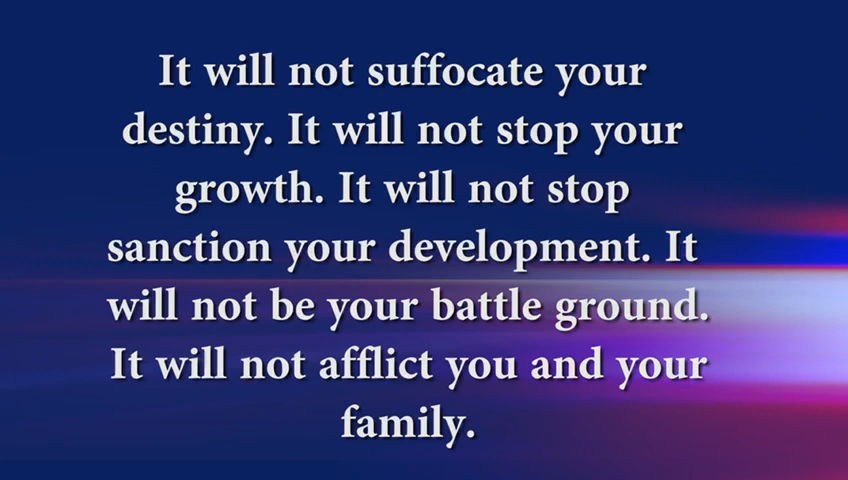 It will not suffocate your
destiny. It will not stop your
growth. It will not stop
sanction your development. It
will not be your battle ground.
It will not afflict you and your
family.